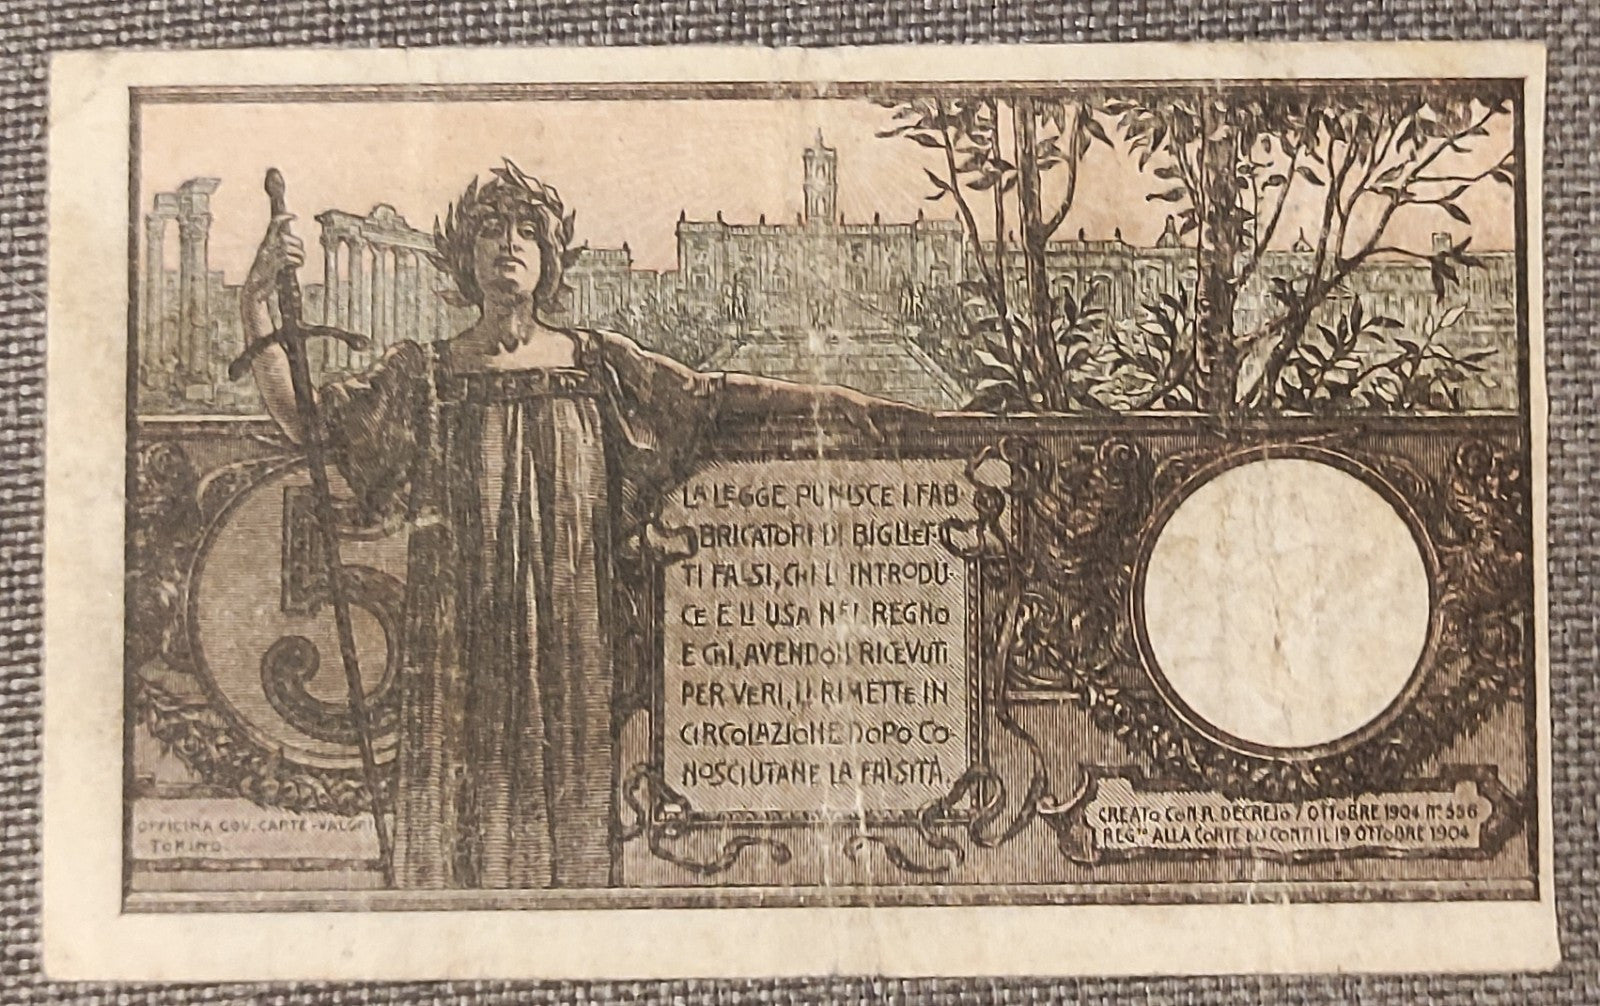 5
LA LEGGE PUNISCE I FAB
BRICATORI DI BIGLIET-
TI FALSI, CHI LI INTRODU-
CE E LI USA NEL REGNO
E CHI, AVENDOLI RICEVUTI
PER VERI, LI RIMETTE IN
CIRCOLAZIONE DOPO CO-
NOSCIUTANE LA FALSITÀ.
OFFICINA GOV. CARTE-VALORI
TORINO.
CREATO CON R. DECRETO 7 OTTOBRE 1904 N° 556
REG.TO ALLA CORTE DEI CONTI IL 19 OTTOBRE 1904